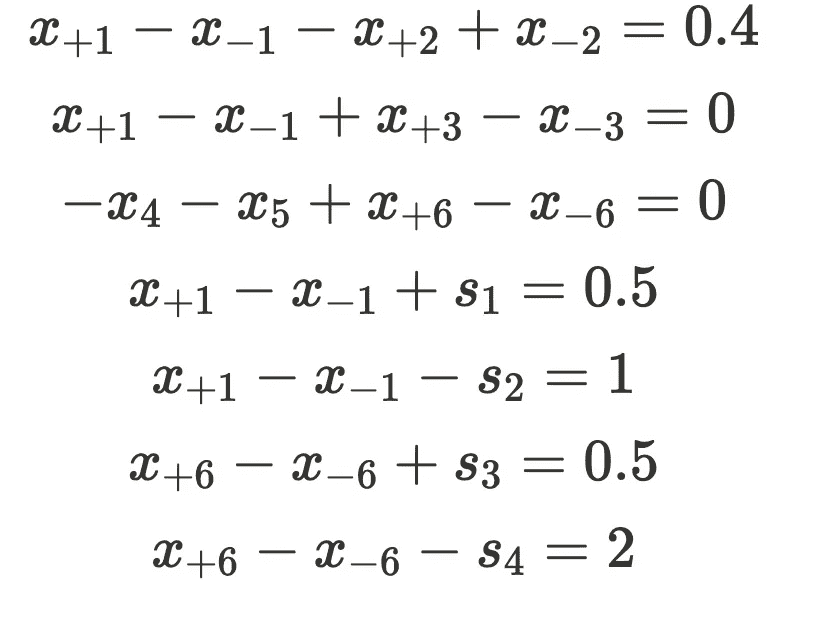 x₊₁ − x₋₁ − x₊₂ + x₋₂ = 0.4
x₊₁ − x₋₁ + x₊₃ − x₋₃ = 0
−x₄ − x₅ + x₊₆ − x₋₆ = 0
x₊₁ − x₋₁ + s₁ = 0.5
x₊₁ − x₋₁ − s₂ = 1
x₊₆ − x₋₆ + s₃ = 0.5
x₊₆ − x₋₆ − s₄ = 2